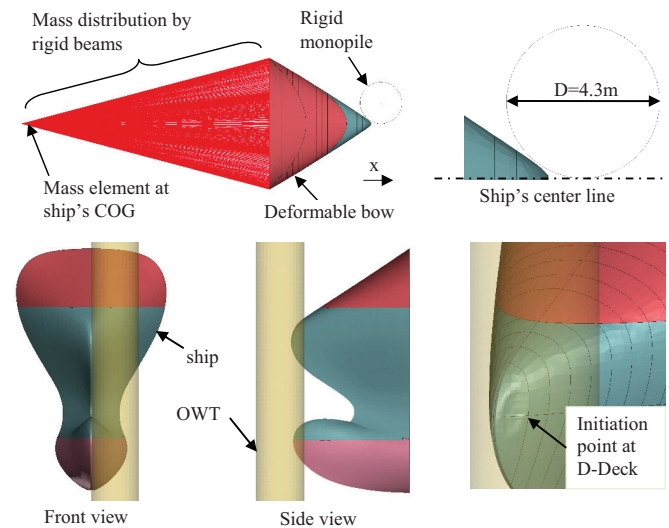 Mass distribution by
rigid beams
Rigid
monopile
D=4.3m
x
Mass element at
ship's COG
Deformable bow
Ship's center line
ship
OWT
Initiation
point at
D-Deck
Front view
Side view